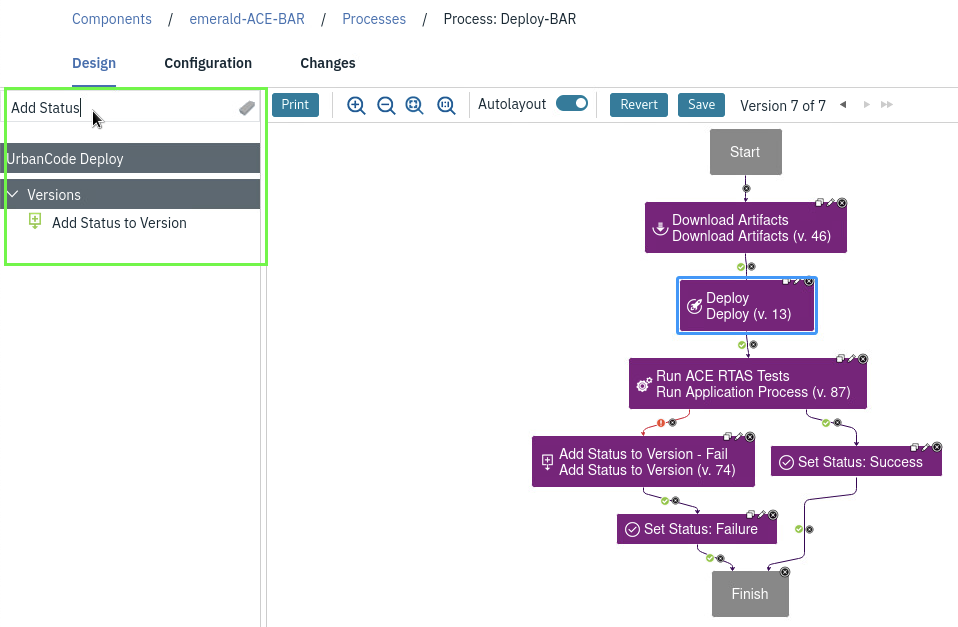 Components / emerald-ACE-BAR / Processes / Process: Deploy-BAR
Design Configuration Changes
Add Status
Print Autolayout Revert Save Version 7 of 7
UrbanCode Deploy
Versions
Add Status to Version
Start
Download Artifacts
Download Artifacts (v. 46)
Deploy
Deploy (v. 13)
Run ACE RTAS Tests
Run Application Process (v. 87)
Add Status to Version - Fail
Add Status to Version (v. 74)
Set Status: Success
Set Status: Failure
Finish